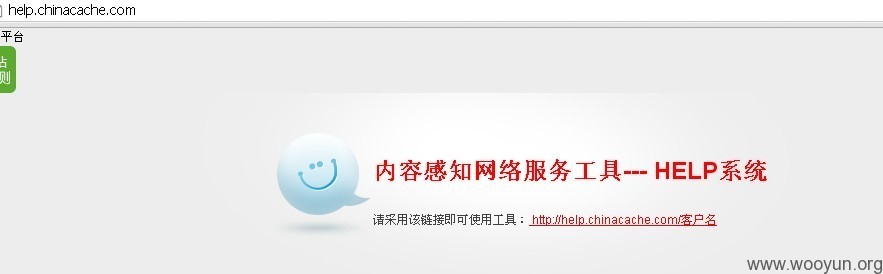 help.chinacache.com
平台
站
则
内容感知网络服务工具--- HELP系统
请采用该链接即可使用工具： http://help.chinacache.com/客户名
www.wooyun.org